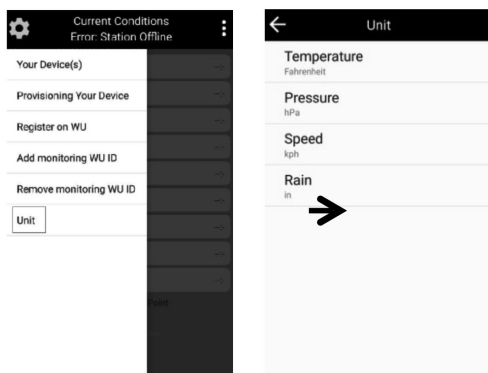 Current Conditions
Error: Station Offline
Your Device(s)
Provisioning Your Device
Register on WU
Add monitoring WU ID
Remove monitoring WU ID
Unit
Unit
Temperature
Fahrenheit
Pressure
hPa
Speed
kph
Rain
in